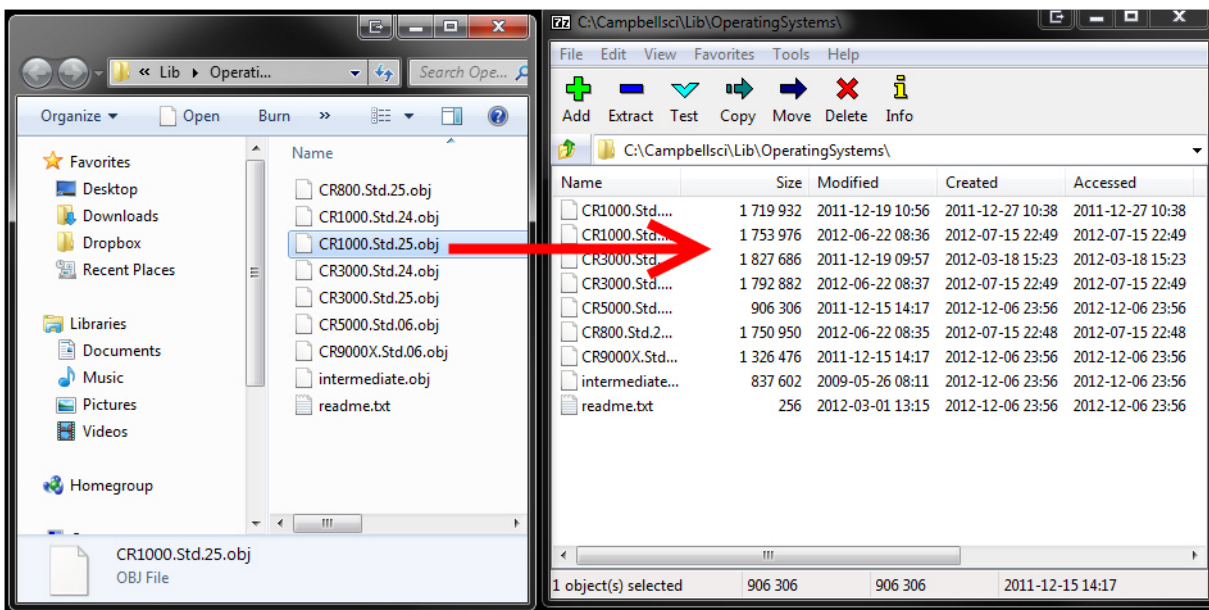 « Lib ▸ Operati...
Search Ope...
Organize ▾ Open Burn »
Favorites
Desktop
Downloads
Dropbox
Recent Places
Libraries
Documents
Music
Pictures
Videos
Homegroup
Name
CR800.Std.25.obj
CR1000.Std.24.obj
CR1000.Std.25.obj
CR3000.Std.24.obj
CR3000.Std.25.obj
CR5000.Std.06.obj
CR9000X.Std.06.obj
intermediate.obj
readme.txt
CR1000.Std.25.obj
OBJ File
7z C:\Campbellsci\Lib\OperatingSystems\
File Edit View Favorites Tools Help
Add Extract Test Copy Move Delete Info
C:\Campbellsci\Lib\OperatingSystems\
Name Size Modified Created Accessed
CR1000.Std.... 1 719 932 2011-12-19 10:56 2011-12-27 10:38 2011-12-27 10:38
CR1000.Std.... 1 753 976 2012-06-22 08:36 2012-07-15 22:49 2012-07-15 22:49
CR3000.Std.... 1 827 686 2011-12-19 09:57 2012-03-18 15:23 2012-03-18 15:23
CR3000.Std.... 1 792 882 2012-06-22 08:37 2012-07-15 22:49 2012-07-15 22:49
CR5000.Std.... 906 306 2011-12-15 14:17 2012-12-06 23:56 2012-12-06 23:56
CR800.Std.2... 1 750 950 2012-06-22 08:35 2012-07-15 22:48 2012-07-15 22:48
CR9000X.Std... 1 326 476 2011-12-15 14:17 2012-12-06 23:56 2012-12-06 23:56
intermediate... 837 602 2009-05-26 08:11 2012-12-06 23:56 2012-12-06 23:56
readme.txt 256 2012-03-01 13:15 2012-12-06 23:56 2012-12-06 23:56
1 object(s) selected 906 306 906 306 2011-12-15 14:17